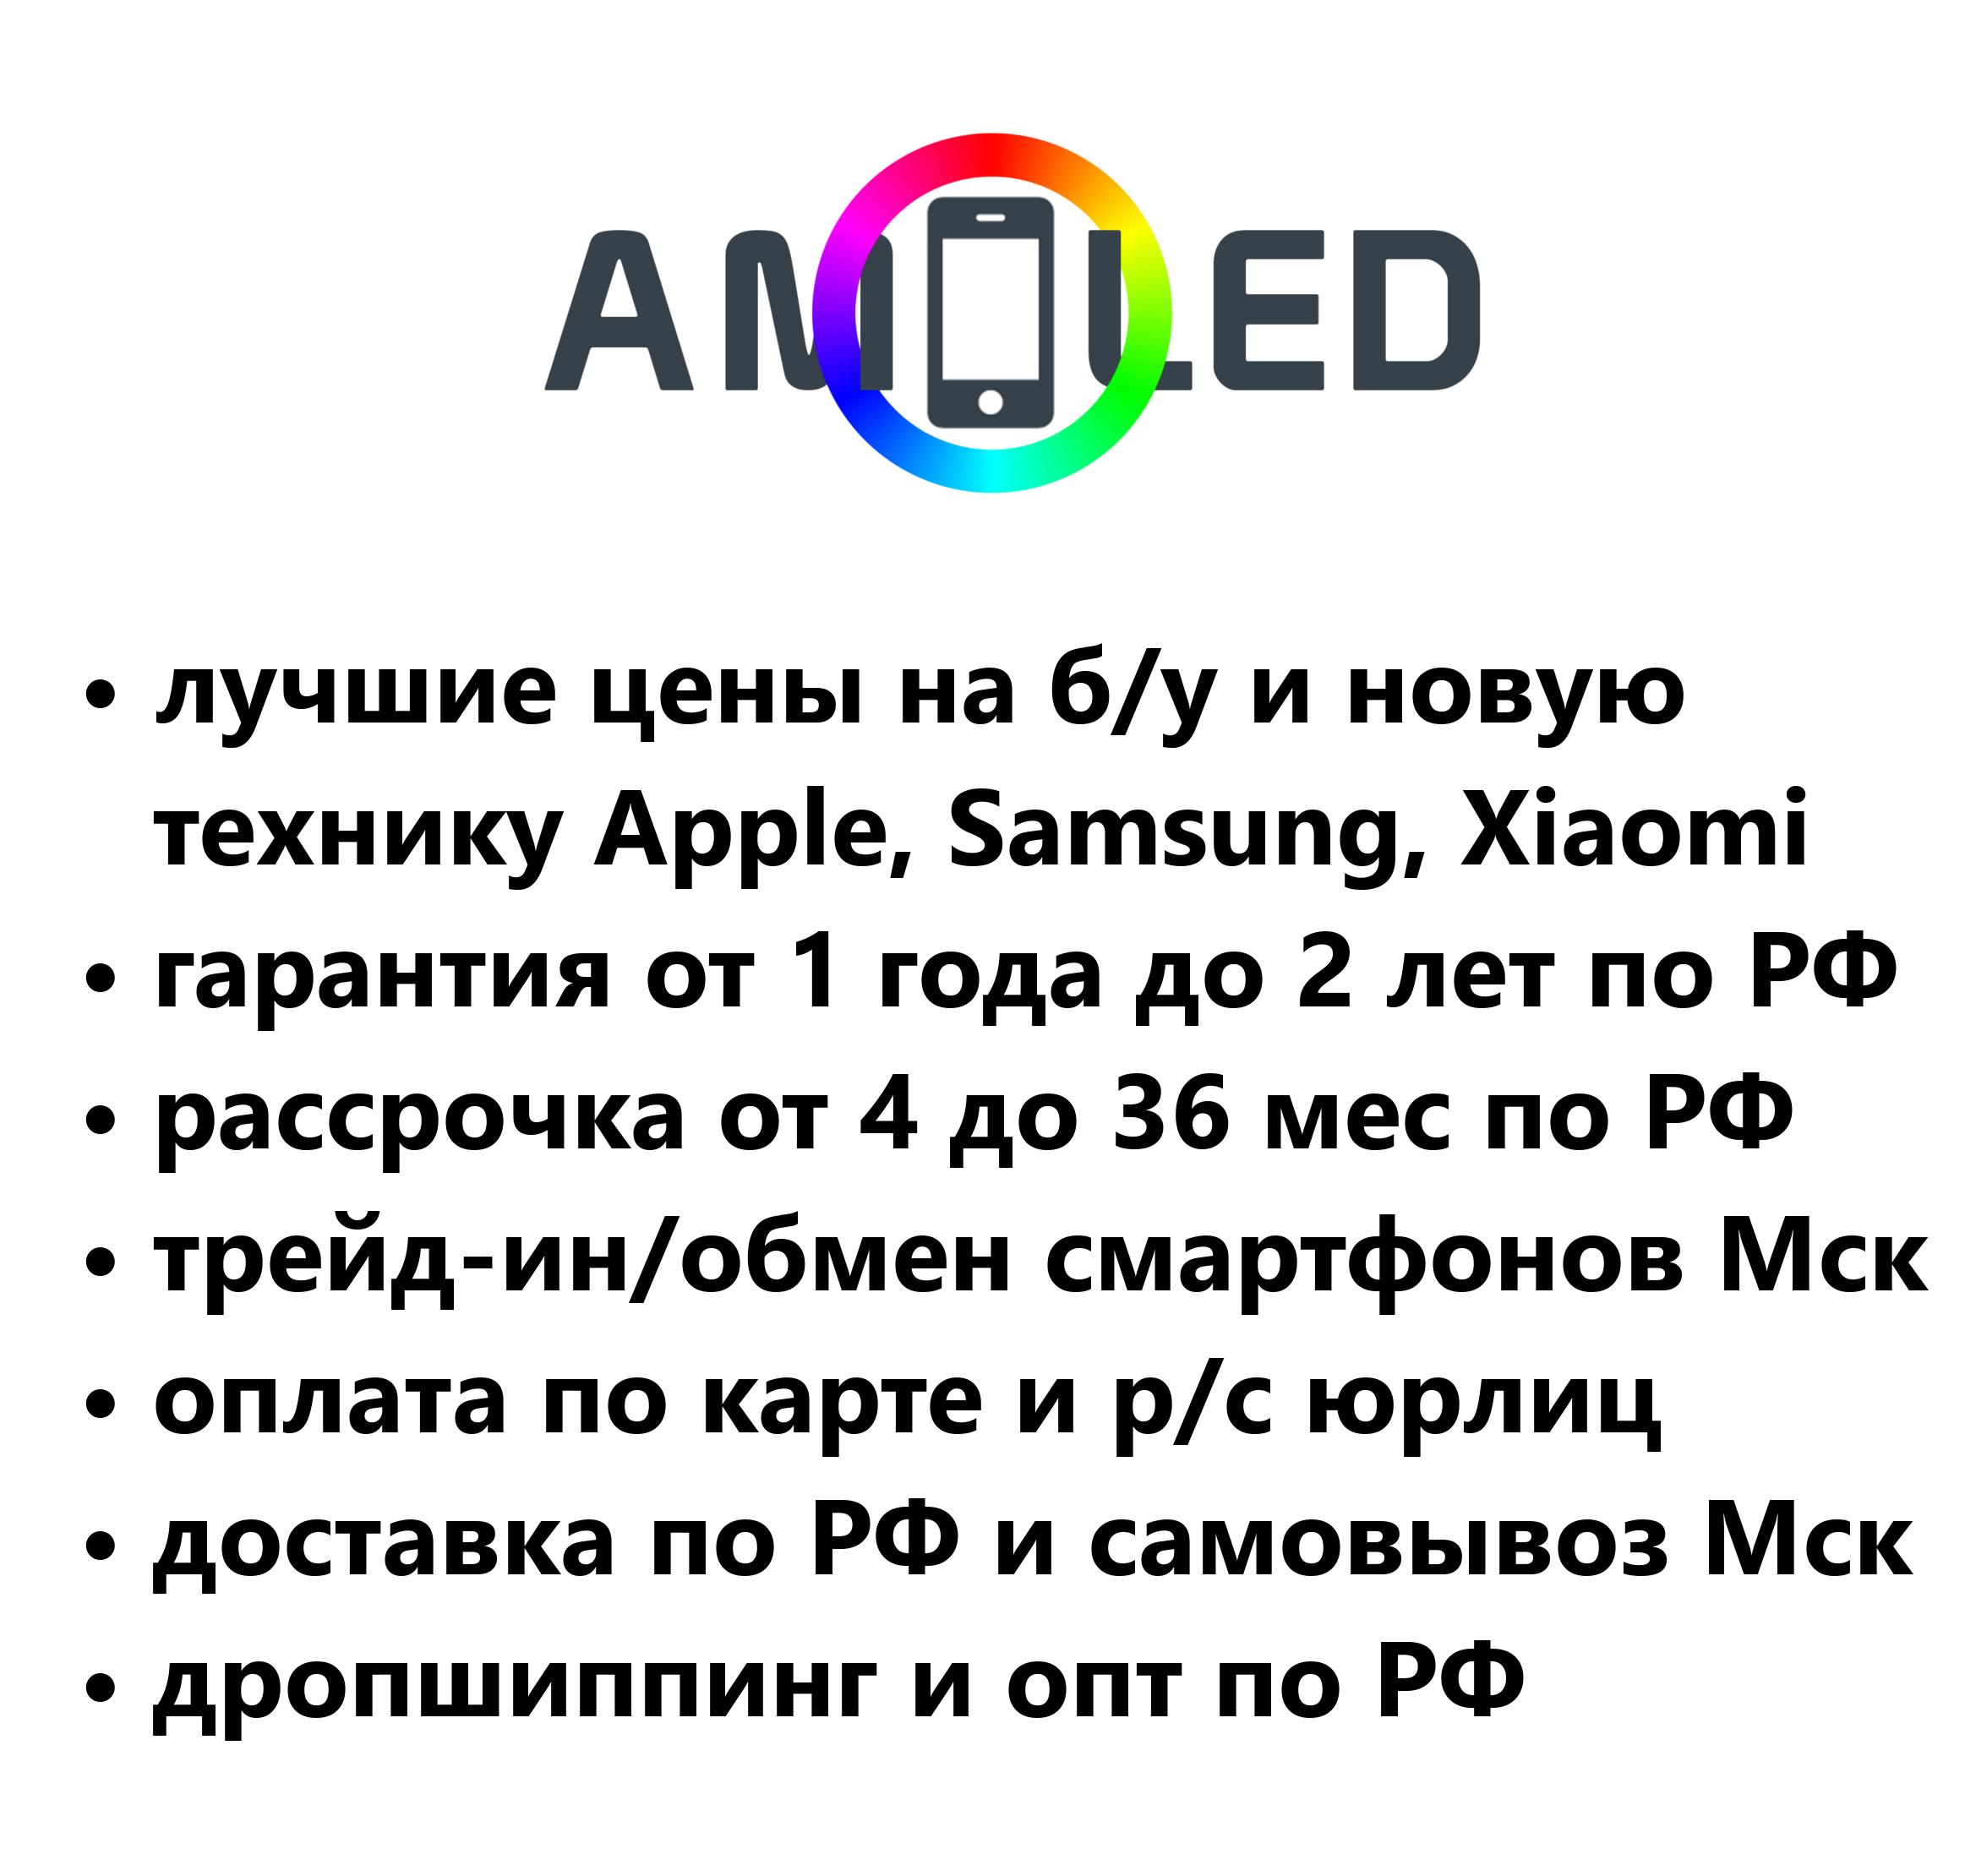 AMOLED
• лучшие цены на б/у и новую
технику Apple, Samsung, Xiaomi
• гарантия от 1 года до 2 лет по РФ
• рассрочка от 4 до 36 мес по РФ
• трейд-ин/обмен смартфонов Мск
• оплата по карте и р/с юрлиц
• доставка по РФ и самовывоз Мск
• дропшиппинг и опт по РФ